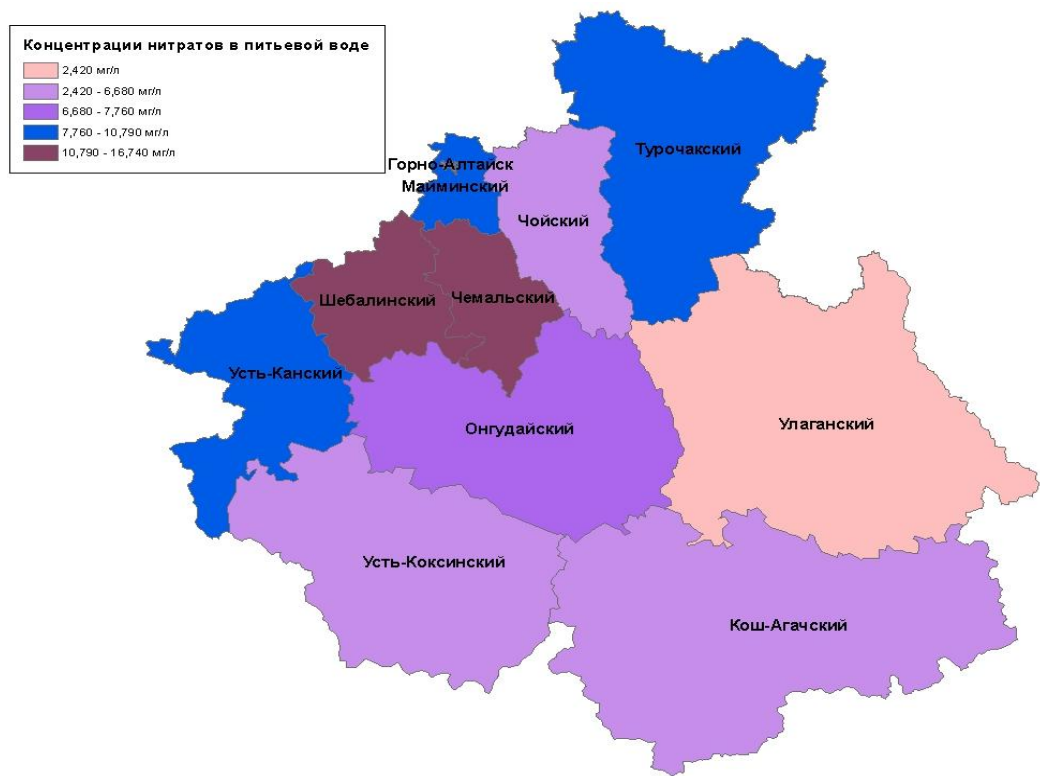 Концентрации нитратов в питьевой воде
2,420 мг/л
2,420 - 6,680 мг/л
6,680 - 7,760 мг/л
7,760 - 10,790 мг/л
10,790 - 16,740 мг/л
Турочакский
Горно-Алтайск
Майминский
Чойский
Шебалинский
Чемальский
Усть-Канский
Онгудайский
Улаганский
Усть-Коксинский
Кош-Агачский